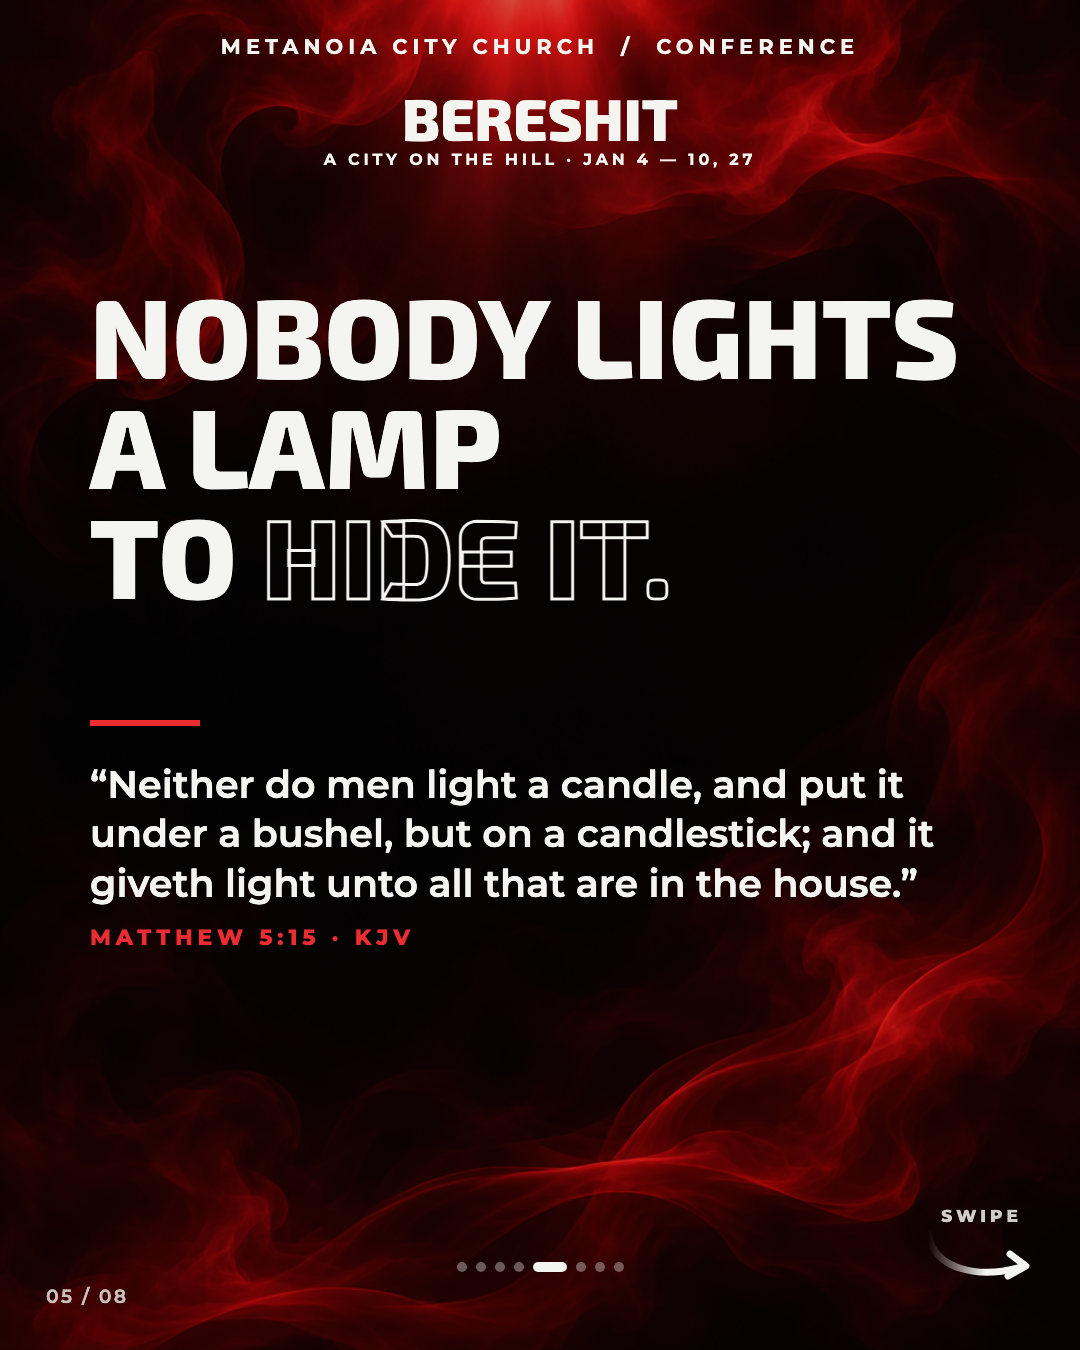 METANOIA CITY CHURCH / CONFERENCE
BERESHIT
A CITY ON THE HILL · JAN 4 — 10, 27
NOBODY LIGHTS
A LAMP
TO HIDE IT.
“Neither do men light a candle, and put it
under a bushel, but on a candlestick; and it
giveth light unto all that are in the house.”
MATTHEW 5:15 · KJV
SWIPE
05 / 08